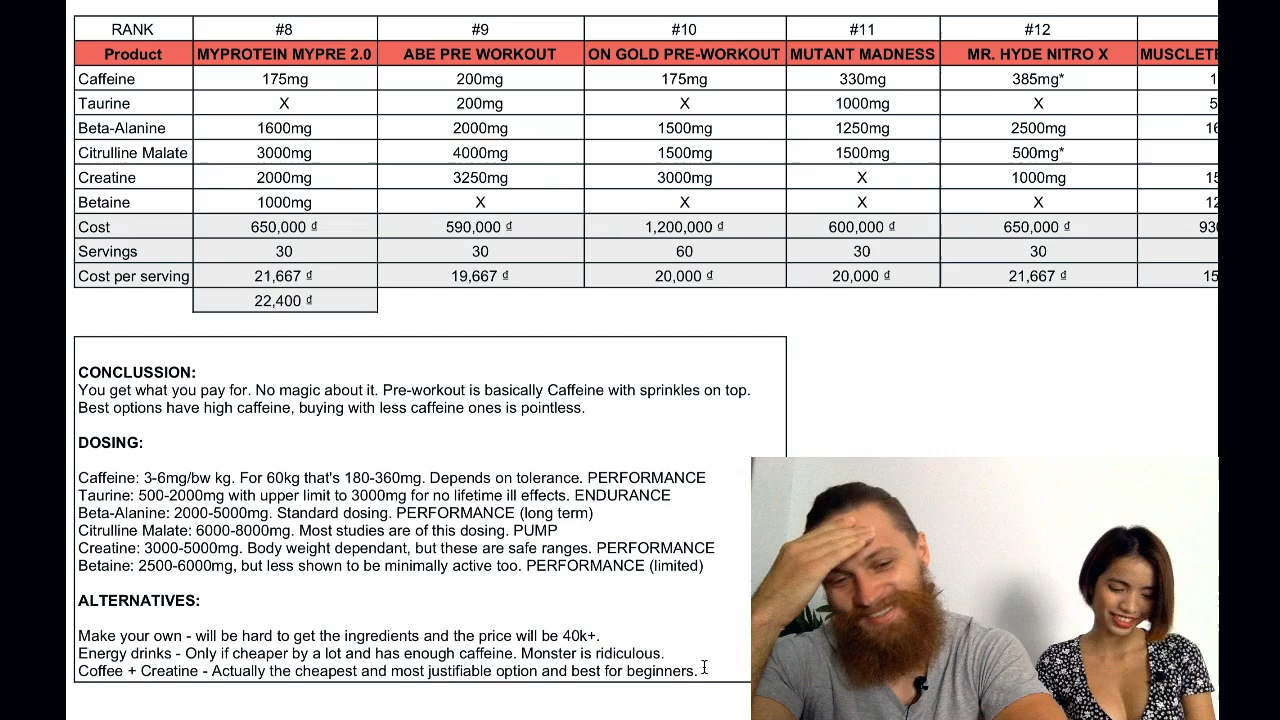 RANK #8 #9 #10 #11 #12
Product MYPROTEIN MYPRE 2.0 ABE PRE WORKOUT ON GOLD PRE-WORKOUT MUTANT MADNESS MR. HYDE NITRO X MUSCLETE
Caffeine 175mg 200mg 175mg 330mg 385mg* 1
Taurine X 200mg X 1000mg X 5
Beta-Alanine 1600mg 2000mg 1500mg 1250mg 2500mg 16
Citrulline Malate 3000mg 4000mg 1500mg 1500mg 500mg*
Creatine 2000mg 3250mg 3000mg X 1000mg 15
Betaine 1000mg X X X X 12
Cost 650,000 ₫ 590,000 ₫ 1,200,000 ₫ 600,000 ₫ 650,000 ₫ 930
Servings 30 30 60 30 30
Cost per serving 21,667 ₫ 19,667 ₫ 20,000 ₫ 20,000 ₫ 21,667 ₫ 15
22,400 ₫
CONCLUSSION:
You get what you pay for. No magic about it. Pre-workout is basically Caffeine with sprinkles on top.
Best options have high caffeine, buying with less caffeine ones is pointless.
DOSING:
Caffeine: 3-6mg/bw kg. For 60kg that's 180-360mg. Depends on tolerance. PERFORMANCE
Taurine: 500-2000mg with upper limit to 3000mg for no lifetime ill effects. ENDURANCE
Beta-Alanine: 2000-5000mg. Standard dosing. PERFORMANCE (long term)
Citrulline Malate: 6000-8000mg. Most studies are of this dosing. PUMP
Creatine: 3000-5000mg. Body weight dependant, but these are safe ranges. PERFORMANCE
Betaine: 2500-6000mg, but less shown to be minimally active too. PERFORMANCE (limited)
ALTERNATIVES:
Make your own - will be hard to get the ingredients and the price will be 40k+.
Energy drinks - Only if cheaper by a lot and has enough caffeine. Monster is ridiculous.
Coffee + Creatine - Actually the cheapest and most justifiable option and best for beginners.